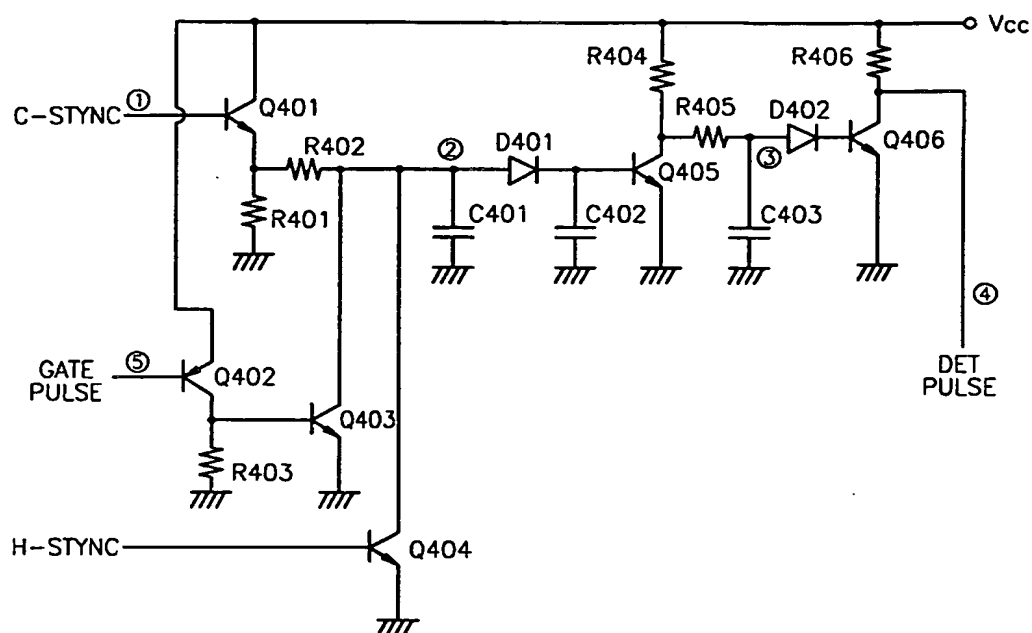 Vcc
R404
R406
C-STYNC
①
Q401
R405
D402
R402
②
D401
③
Q406
Q405
R401
C401
C402
C403
④
GATE
PULSE
⑤
Q402
DET
PULSE
Q403
R403
H-STYNC
Q404